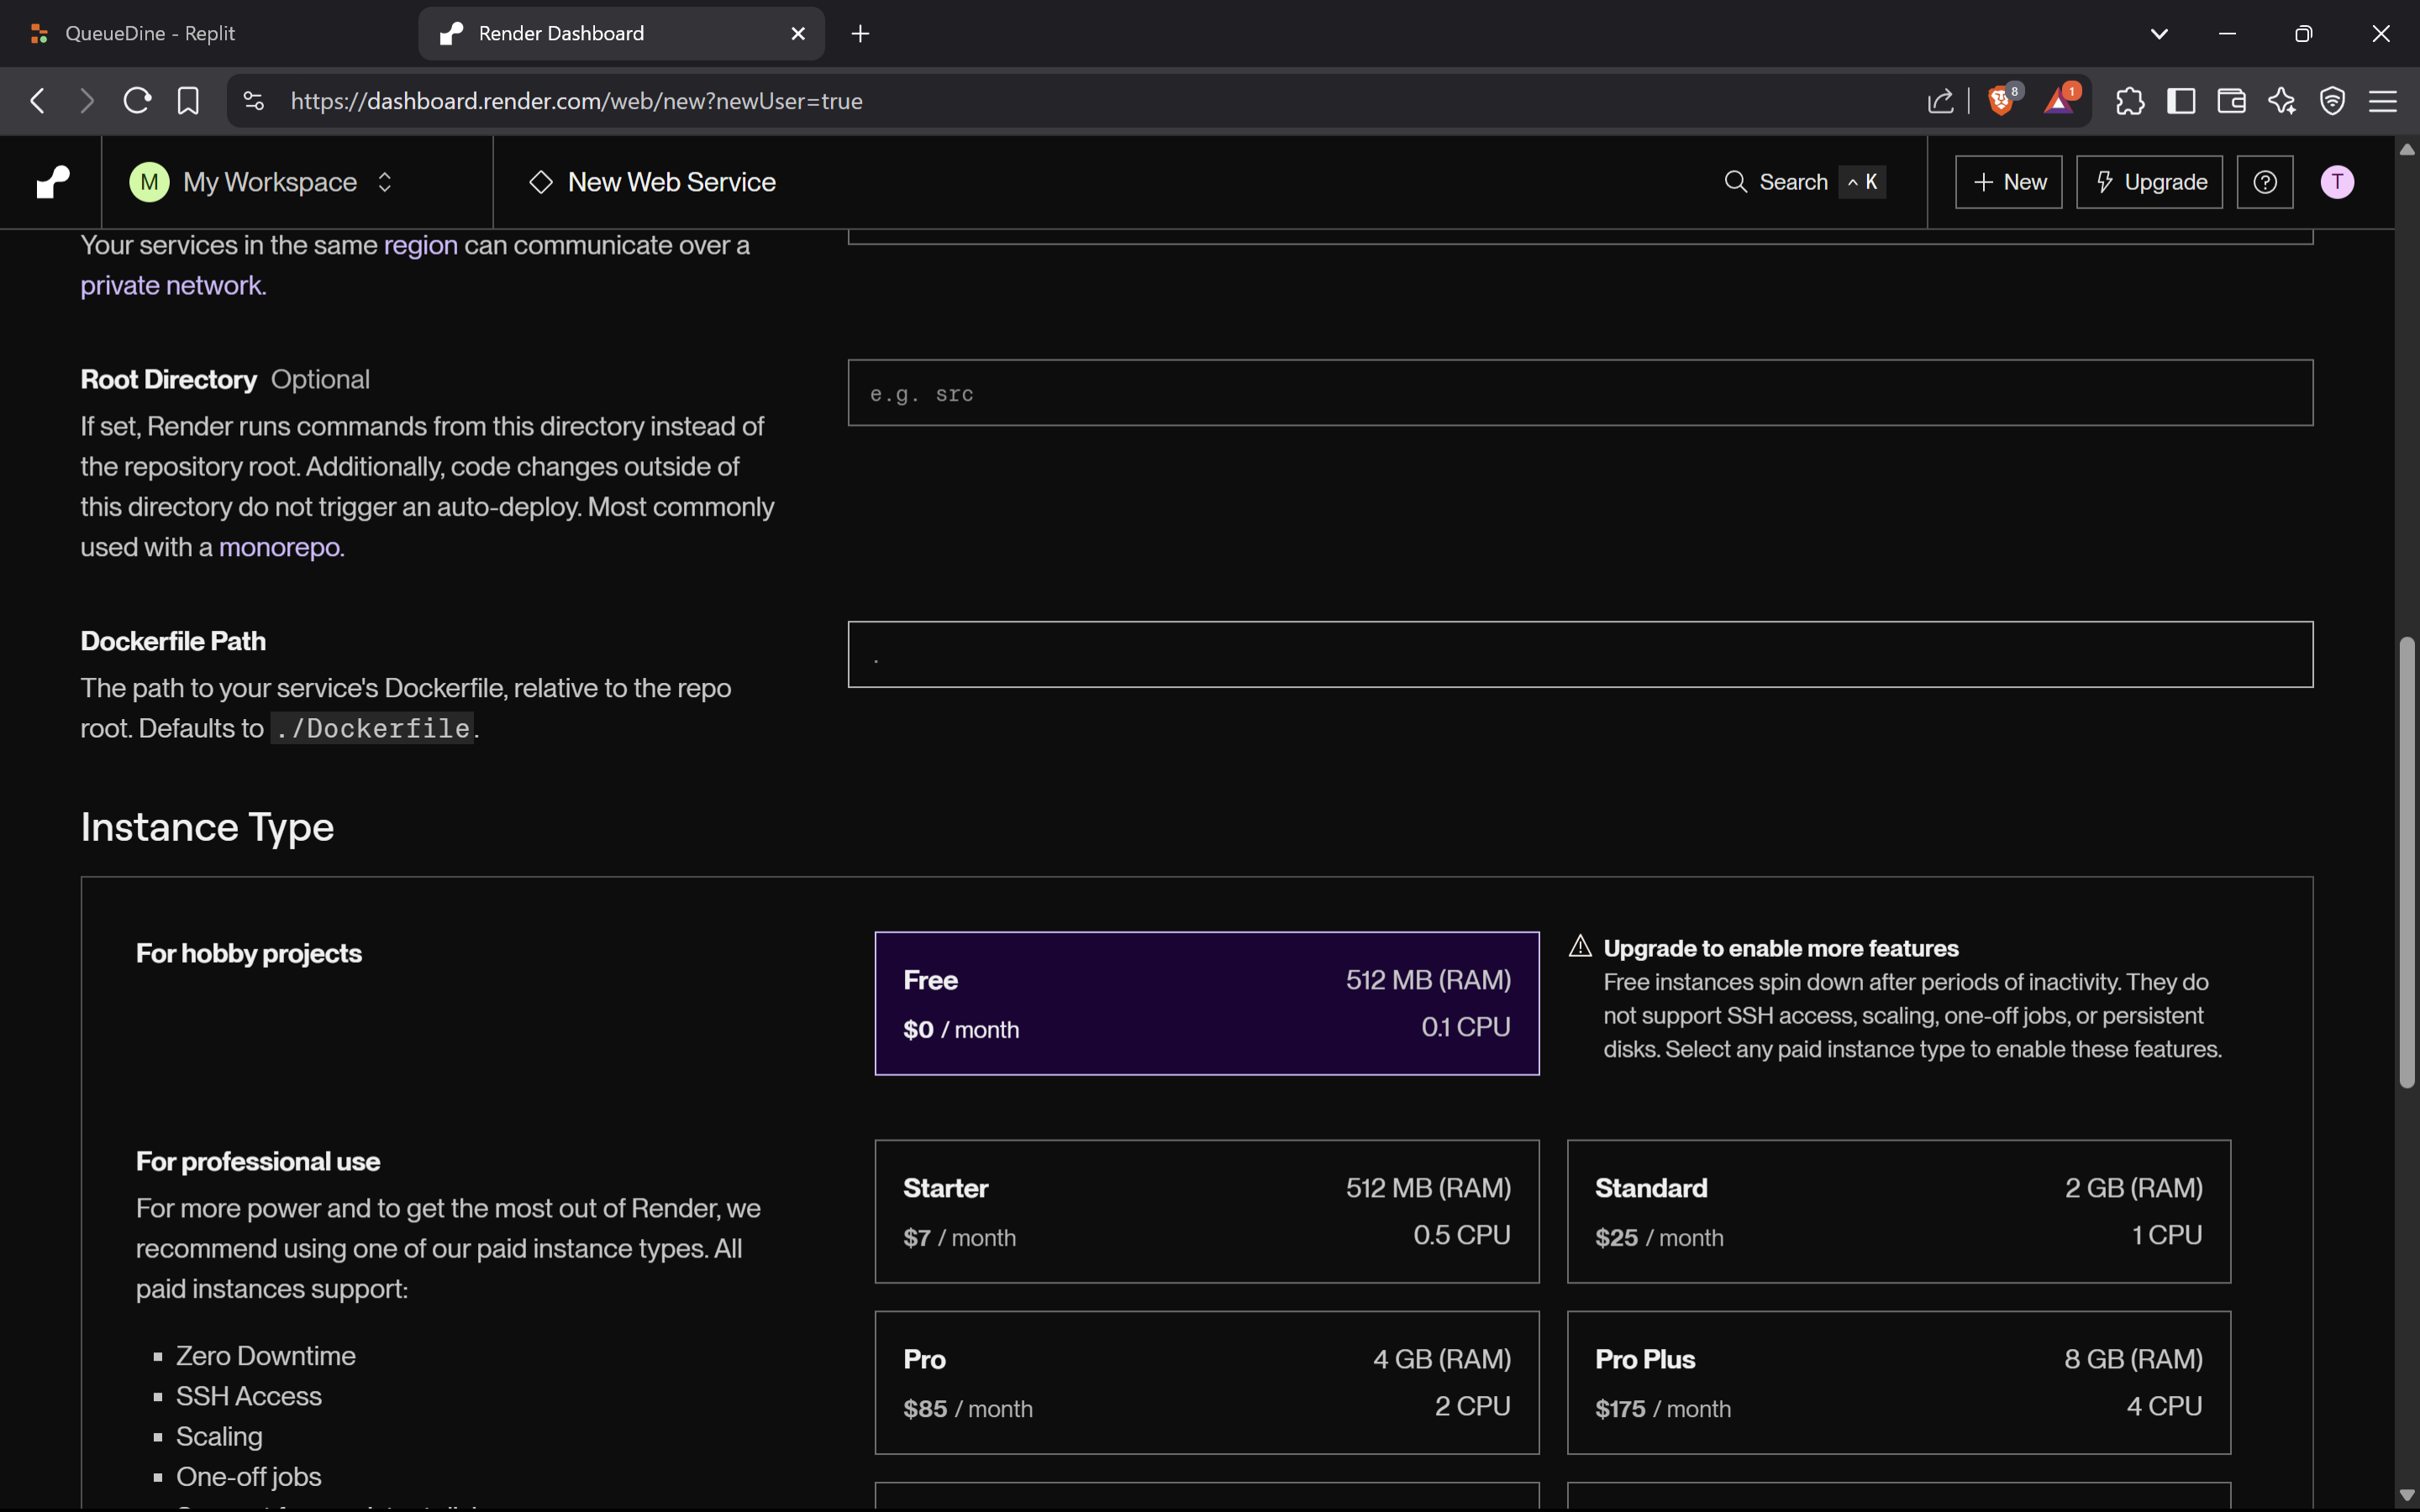 QueueDine - Replit
Render Dashboard
https://dashboard.render.com/web/new?newUser=true
8
1
M My Workspace
New Web Service
Search ^ K
+ New
Upgrade
T
Your services in the same region can communicate over a
private network.
Root Directory Optional
If set, Render runs commands from this directory instead of
the repository root. Additionally, code changes outside of
this directory do not trigger an auto-deploy. Most commonly
used with a monorepo.
e.g. src
Dockerfile Path
The path to your service's Dockerfile, relative to the repo
root. Defaults to ./Dockerfile.
.
Instance Type
For hobby projects
Free 512 MB (RAM)
$0 / month 0.1 CPU
Upgrade to enable more features
Free instances spin down after periods of inactivity. They do
not support SSH access, scaling, one-off jobs, or persistent
disks. Select any paid instance type to enable these features.
For professional use
For more power and to get the most out of Render, we
recommend using one of our paid instance types. All
paid instances support:
Zero Downtime
SSH Access
Scaling
One-off jobs
Starter 512 MB (RAM)
$7 / month 0.5 CPU
Standard 2 GB (RAM)
$25 / month 1 CPU
Pro 4 GB (RAM)
$85 / month 2 CPU
Pro Plus 8 GB (RAM)
$175 / month 4 CPU